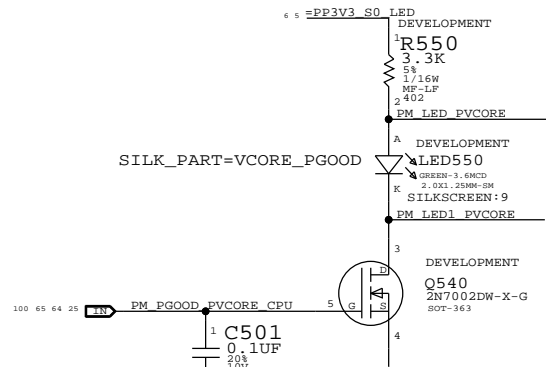 6 5 =PP3V3_S0_LED
DEVELOPMENT
1 R550
3.3K
5%
1/16W
MF-LF
402
2
PM_LED_PVCORE
A DEVELOPMENT
SILK_PART=VCORE_PGOOD LED550
GREEN-3.6MCD
2.0X1.25MM-SM
K SILKSCREEN:9
PM_LED1_PVCORE
3
DEVELOPMENT
D Q540
2N7002DW-X-G
SOT-363
100 65 64 25 IN PM_PGOOD_PVCORE_CPU 5 G S
1 C501 4
0.1UF
20%
10V